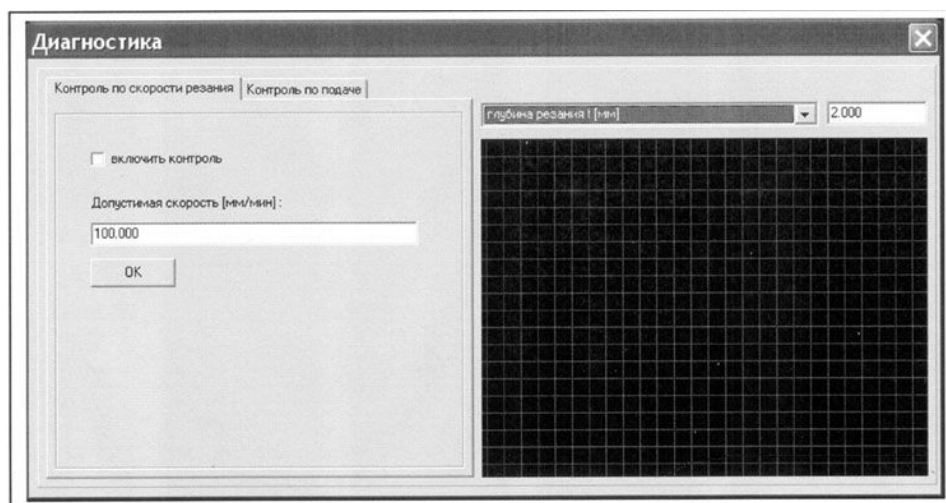 Диагностика
Контроль по скорости резания
Контроль по подаче
глубина резания t [мм]
2.000
включить контроль
Допустимая скорость [мм/мин] :
100.000
OK